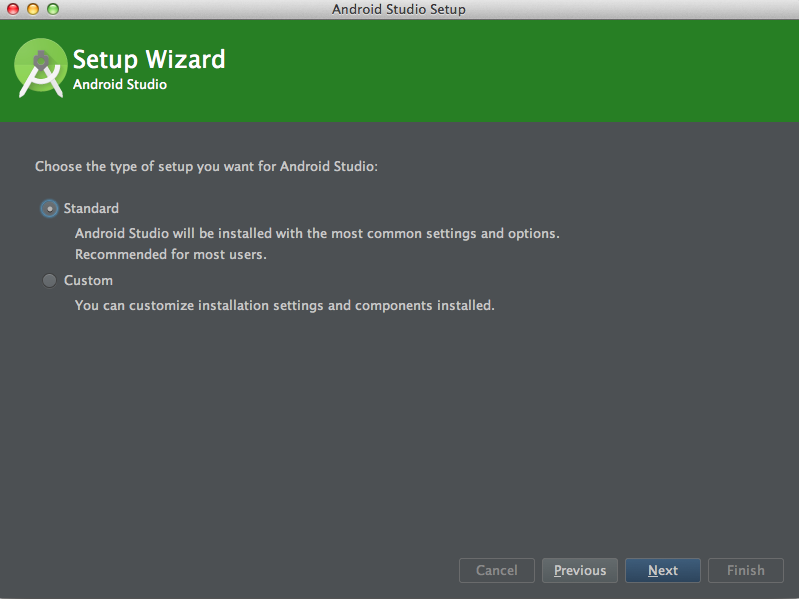 Android Studio Setup
Setup Wizard
Android Studio
Choose the type of setup you want for Android Studio:
Standard
Android Studio will be installed with the most common settings and options.
Recommended for most users.
Custom
You can customize installation settings and components installed.
Cancel Previous Next Finish